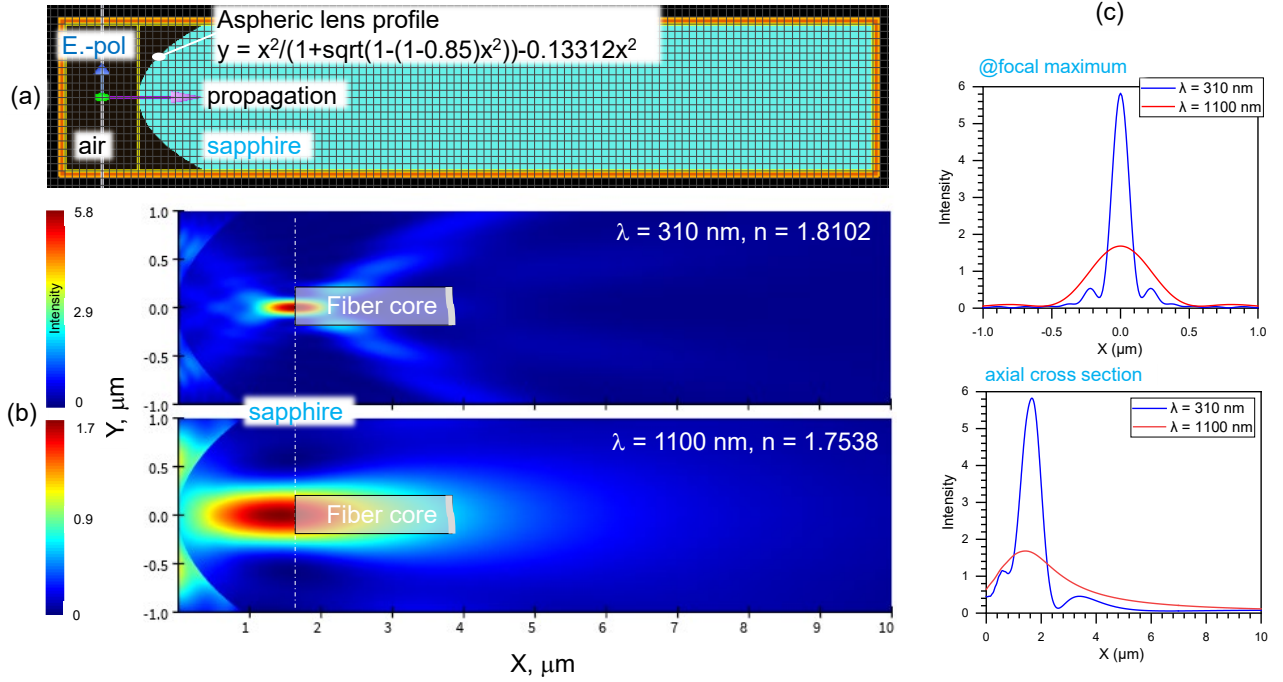 (a)
E.-pol
Aspheric lens profile
y = x²/(1+sqrt(1-(1-0.85)x²))-0.13312x²
propagation
air
sapphire
(b)
5.8
2.9
0
Intensity
1.7
0.9
0
Y, μm
1.0
0.5
0.0
-0.5
-1.0
λ = 310 nm, n = 1.8102
Fiber core
sapphire
1.0
0.5
0.0
-0.5
-1.0
λ = 1100 nm, n = 1.7538
Fiber core
1 2 3 4 5 6 7 8 9 10
X, μm
(c)
@focal maximum
λ = 310 nm
λ = 1100 nm
Intensity
6
5
4
3
2
1
0
-1.0 -0.5 0.0 0.5 1.0
X (μm)
axial cross section
λ = 310 nm
λ = 1100 nm
Intensity
6
5
4
3
2
1
0
0 2 4 6 8 10
X (μm)